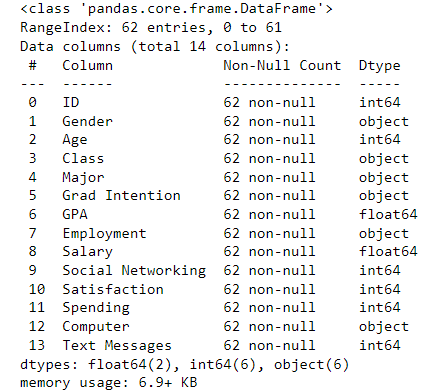 <class 'pandas.core.frame.DataFrame'>
RangeIndex: 62 entries, 0 to 61
Data columns (total 14 columns):
 #   Column             Non-Null Count  Dtype
---  ------             --------------  -----
 0   ID                 62 non-null     int64
 1   Gender             62 non-null     object
 2   Age                62 non-null     int64
 3   Class              62 non-null     object
 4   Major              62 non-null     object
 5   Grad Intention     62 non-null     object
 6   GPA                62 non-null     float64
 7   Employment         62 non-null     object
 8   Salary             62 non-null     float64
 9   Social Networking  62 non-null     int64
 10  Satisfaction       62 non-null     int64
 11  Spending           62 non-null     int64
 12  Computer           62 non-null     object
 13  Text Messages      62 non-null     int64
dtypes: float64(2), int64(6), object(6)
memory usage: 6.9+ KB